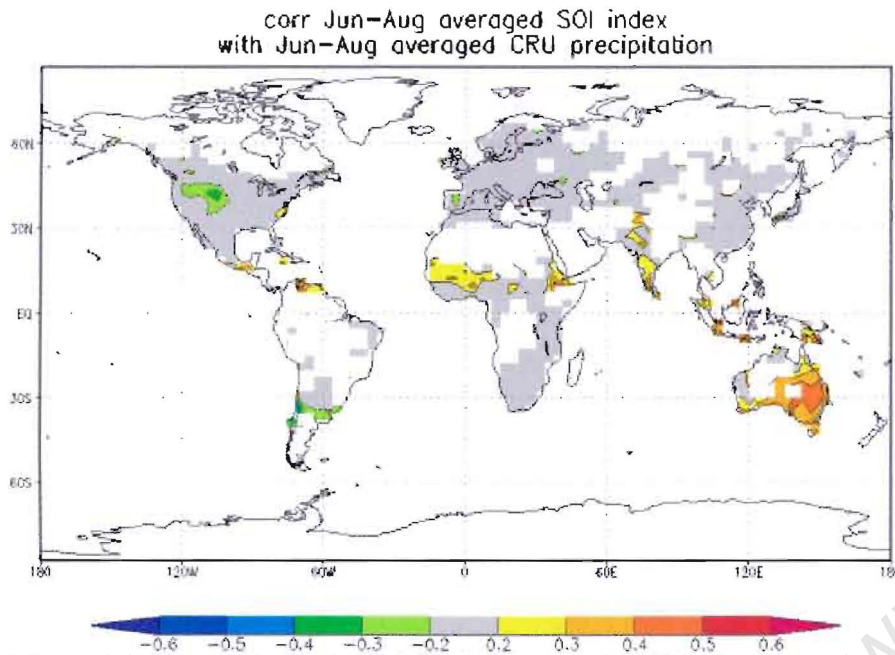 corr Jun-Aug averaged SOI index
with Jun-Aug averaged CRU precipitation
60N
30N
EQ
30S
60S
180 120W 60W 0 60E 120E 180
-0.6 -0.5 -0.4 -0.3 -0.2 0.2 0.3 0.4 0.5 0.6